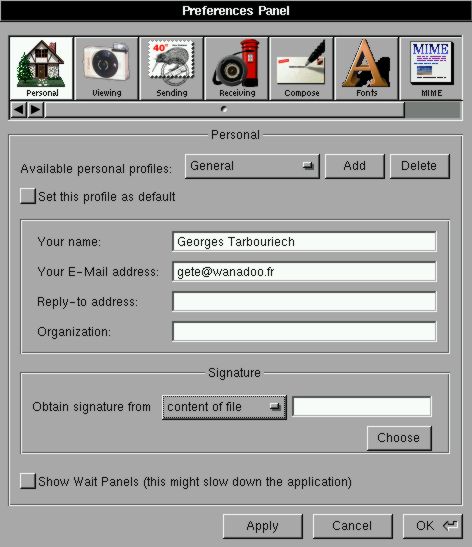 Preferences Panel
Personal
Viewing
40c
Sending
Receiving
Compose
Fonts
MIME
MIME
Personal
Available personal profiles: General Add Delete
Set this profile as default
Your name: Georges Tarbouriech
Your E-Mail address: gete@wanadoo.fr
Reply-to address:
Organization:
Signature
Obtain signature from content of file
Choose
Show Wait Panels (this might slow down the application)
Apply Cancel OK